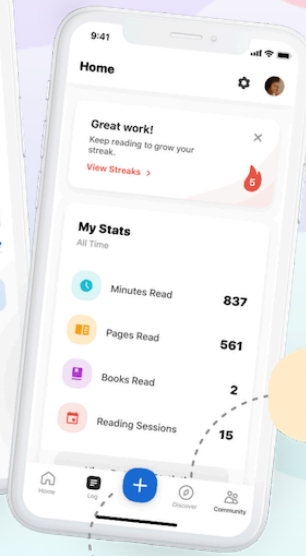 9:41
Home
Great work!
Keep reading to grow your
streak.
View Streaks >
5
My Stats
All Time
Minutes Read 837
Pages Read 561
Books Read 2
Reading Sessions 15
Home
Log
Discover
Community